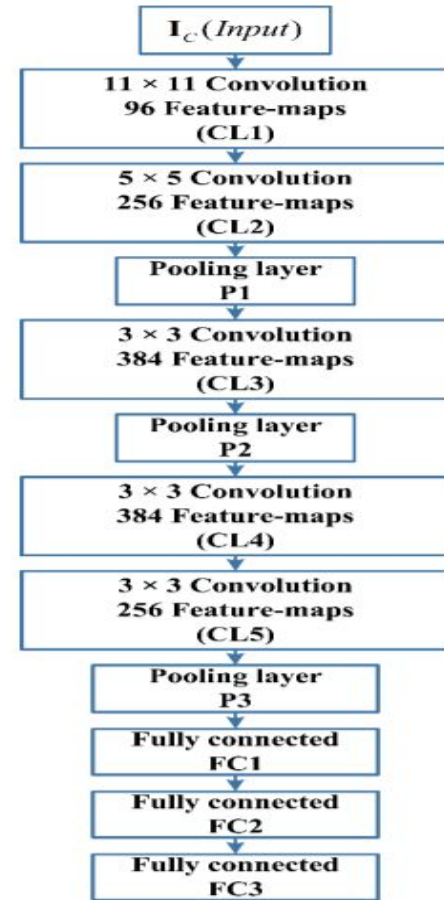 I_C (Input)
11 × 11 Convolution
96 Feature-maps
(CL1)
5 × 5 Convolution
256 Feature-maps
(CL2)
Pooling layer
P1
3 × 3 Convolution
384 Feature-maps
(CL3)
Pooling layer
P2
3 × 3 Convolution
384 Feature-maps
(CL4)
3 × 3 Convolution
256 Feature-maps
(CL5)
Pooling layer
P3
Fully connected
FC1
Fully connected
FC2
Fully connected
FC3